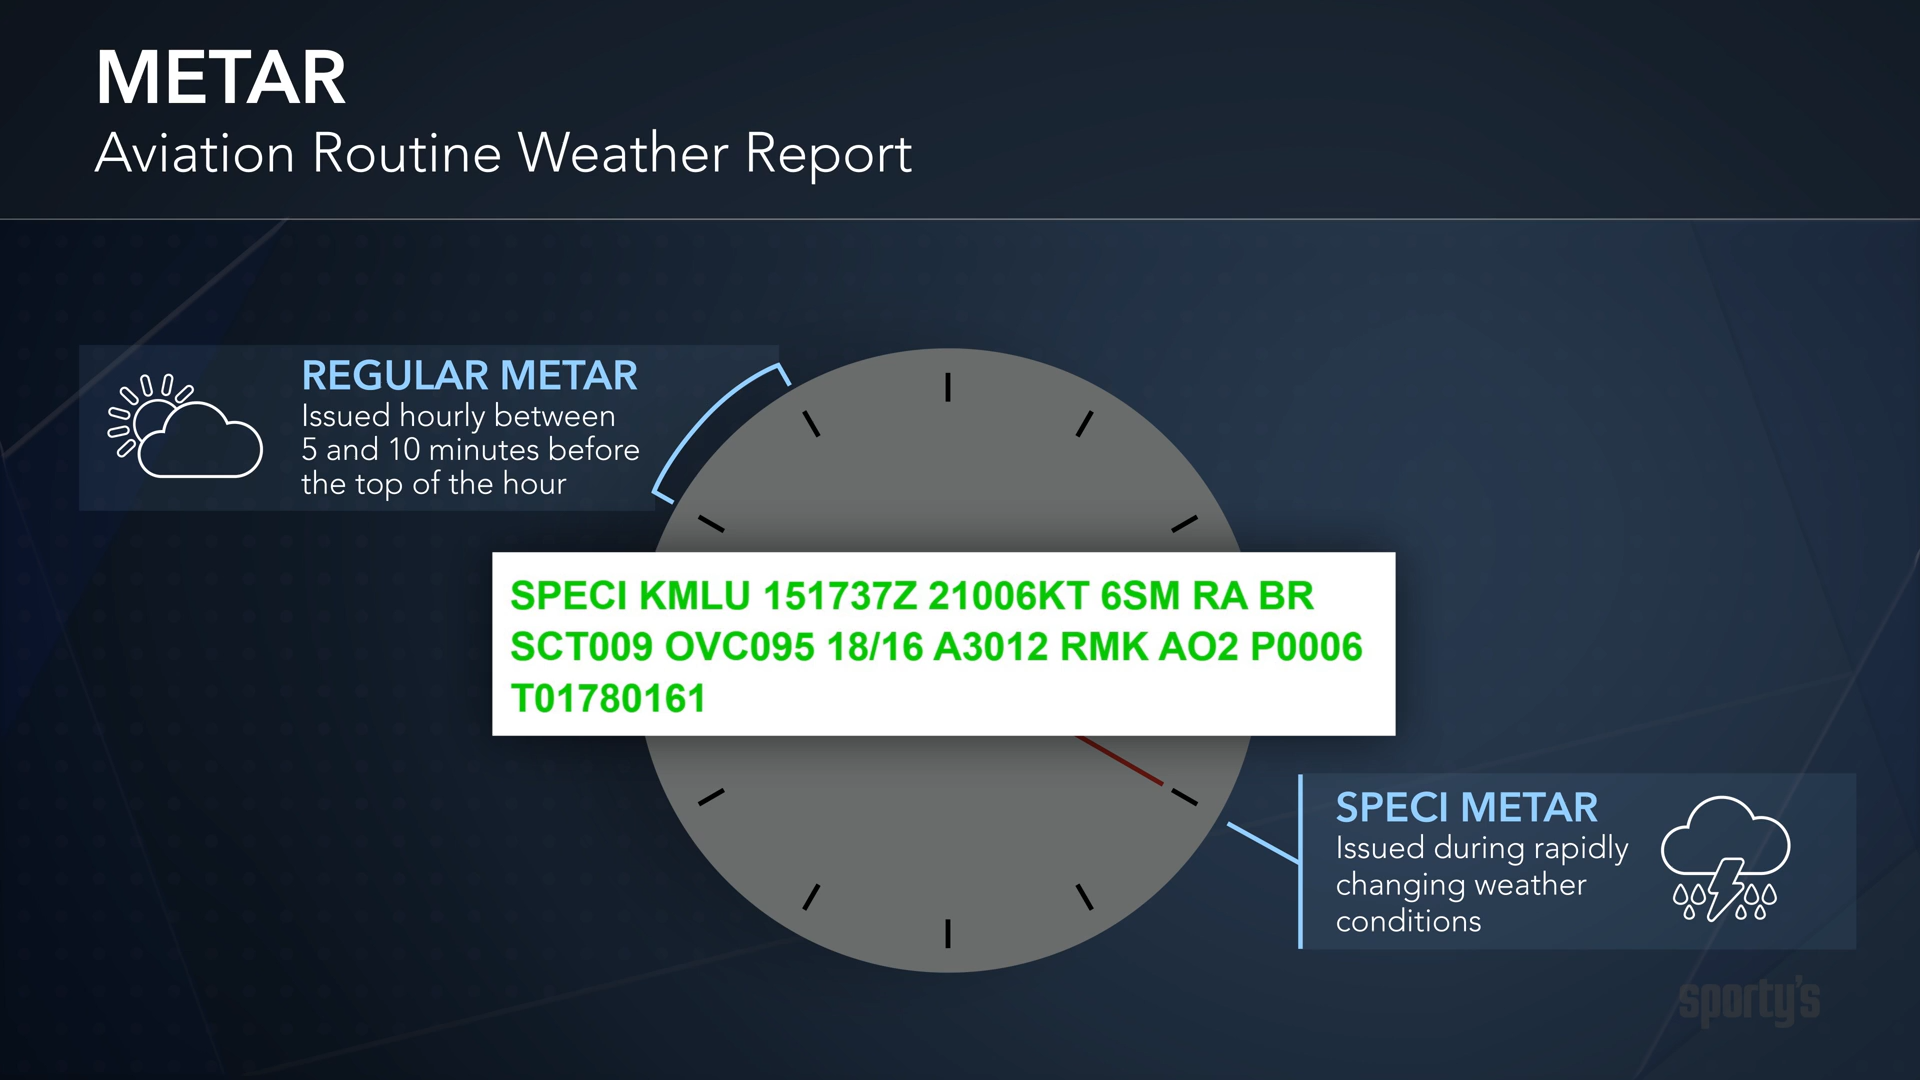 METAR
Aviation Routine Weather Report
REGULAR METAR
Issued hourly between
5 and 10 minutes before
the top of the hour
SPECI KMLU 151737Z 21006KT 6SM RA BR
SCT009 OVC095 18/16 A3012 RMK AO2 P0006
T01780161
SPECI METAR
Issued during rapidly
changing weather
conditions
sporty's